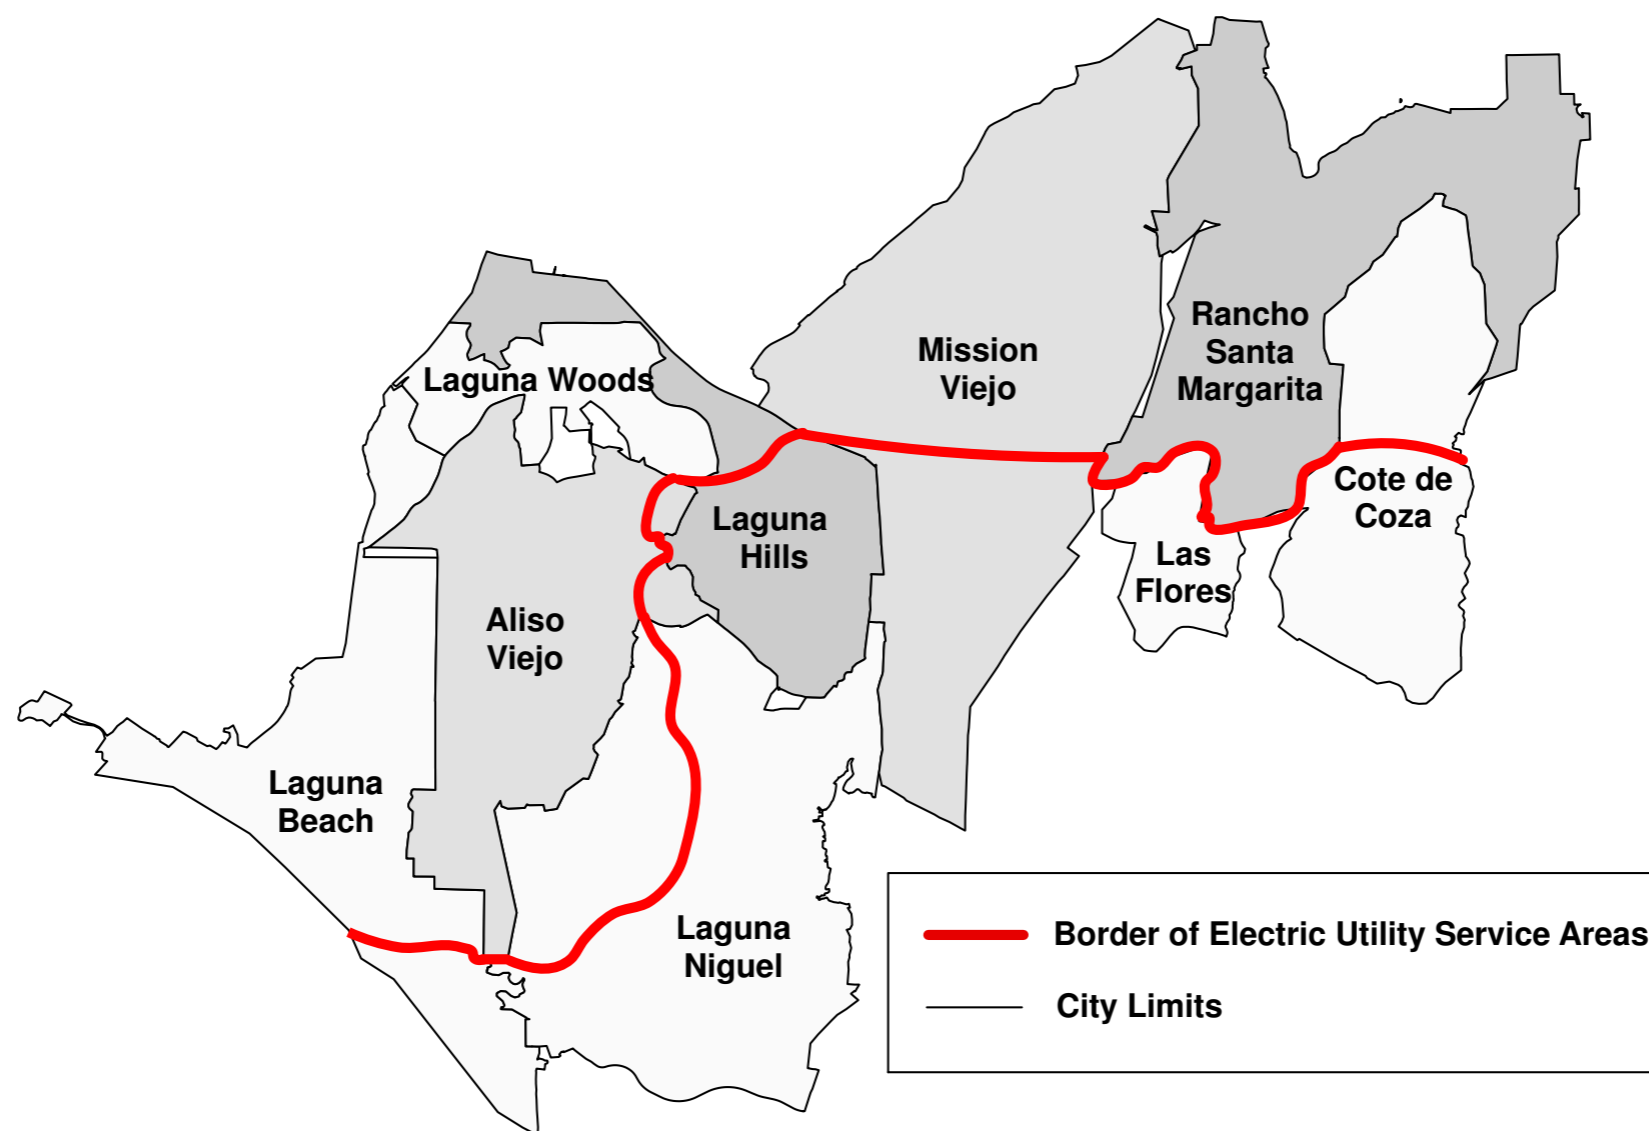 Rancho
Santa
Margarita
Mission
Viejo
Laguna Woods
Cote de
Coza
Laguna
Hills
Las
Flores
Aliso
Viejo
Laguna
Beach
Laguna
Niguel
Border of Electric Utility Service Areas
City Limits